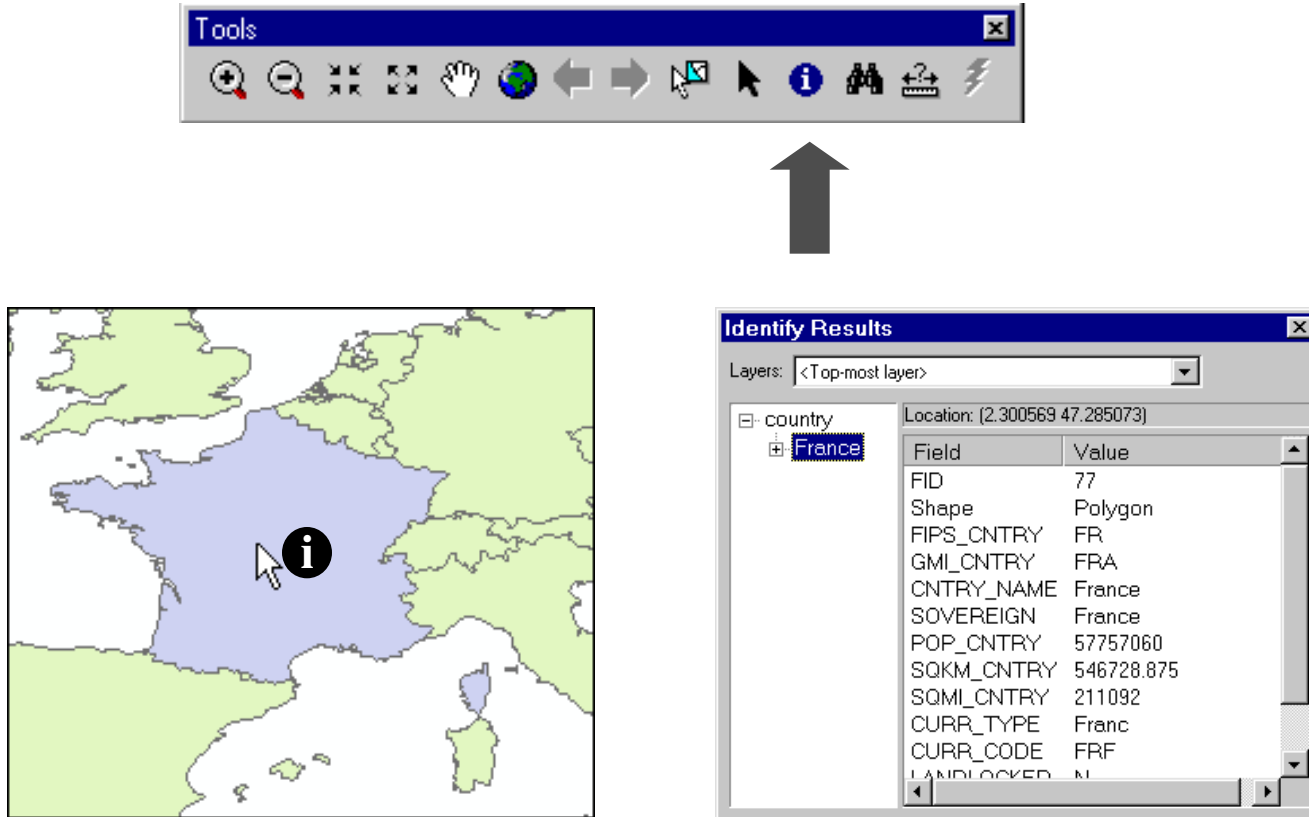 Tools
i
Identify Results
Layers: <Top-most layer>
country
France
Location: (2.300569 47.285073)
Field Value
FID 77
Shape Polygon
FIPS_CNTRY FR
GMI_CNTRY FRA
CNTRY_NAME France
SOVEREIGN France
POP_CNTRY 57757060
SQKM_CNTRY 546728.875
SQMI_CNTRY 211092
CURR_TYPE Franc
CURR_CODE FRF
LANDLOCKED N